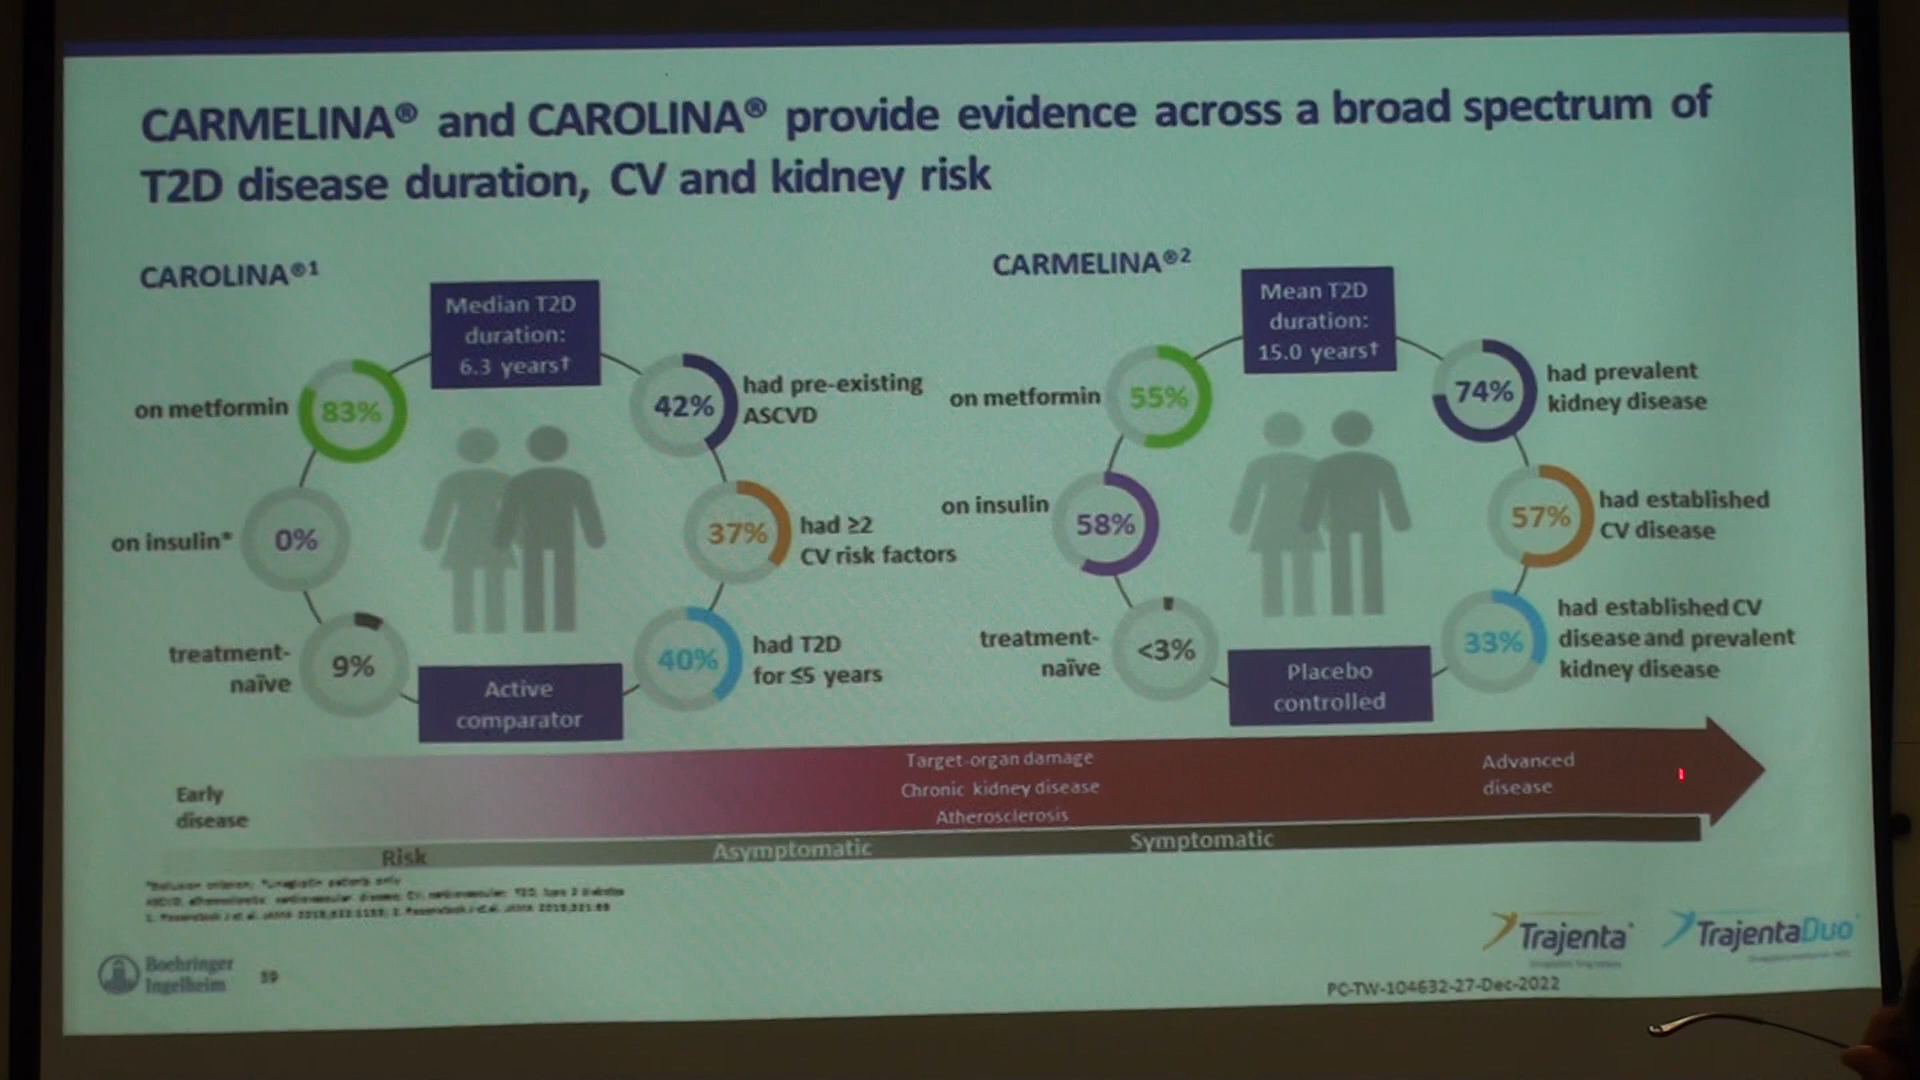 CARMELINA® and CAROLINA® provide evidence across a broad spectrum of
T2D disease duration, CV and kidney risk
CAROLINA®1
Median T2D
duration:
6.3 years†
on metformin
83%
42%
had pre-existing
ASCVD
on insulin*
0%
37%
had ≥2
CV risk factors
treatment-
naïve
9%
40%
had T2D
for ≤5 years
Active
comparator
CARMELINA®2
Mean T2D
duration:
15.0 years†
on metformin
55%
74%
had prevalent
kidney disease
on insulin
58%
57%
had established
CV disease
treatment-
naïve
<3%
33%
had established CV
disease and prevalent
kidney disease
Placebo
controlled
Early
disease
Target-organ damage
Chronic kidney disease
Atherosclerosis
Advanced
disease
Risk
Asymptomatic
Symptomatic
Boehringer
Ingelheim
Trajenta
TrajentaDuo
PC-TW-104632-27-Dec-2022